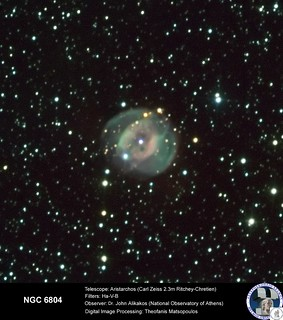 Telescope: Aristarchos (Carl Zeiss 2.3m Ritchey-Chretien)
Filters: Ha-V-B
NGC 6804
Observer: Dr. John Alikakos (National Observatory of Athens)
Digital Image Processing: Theofanis Matsopoulos